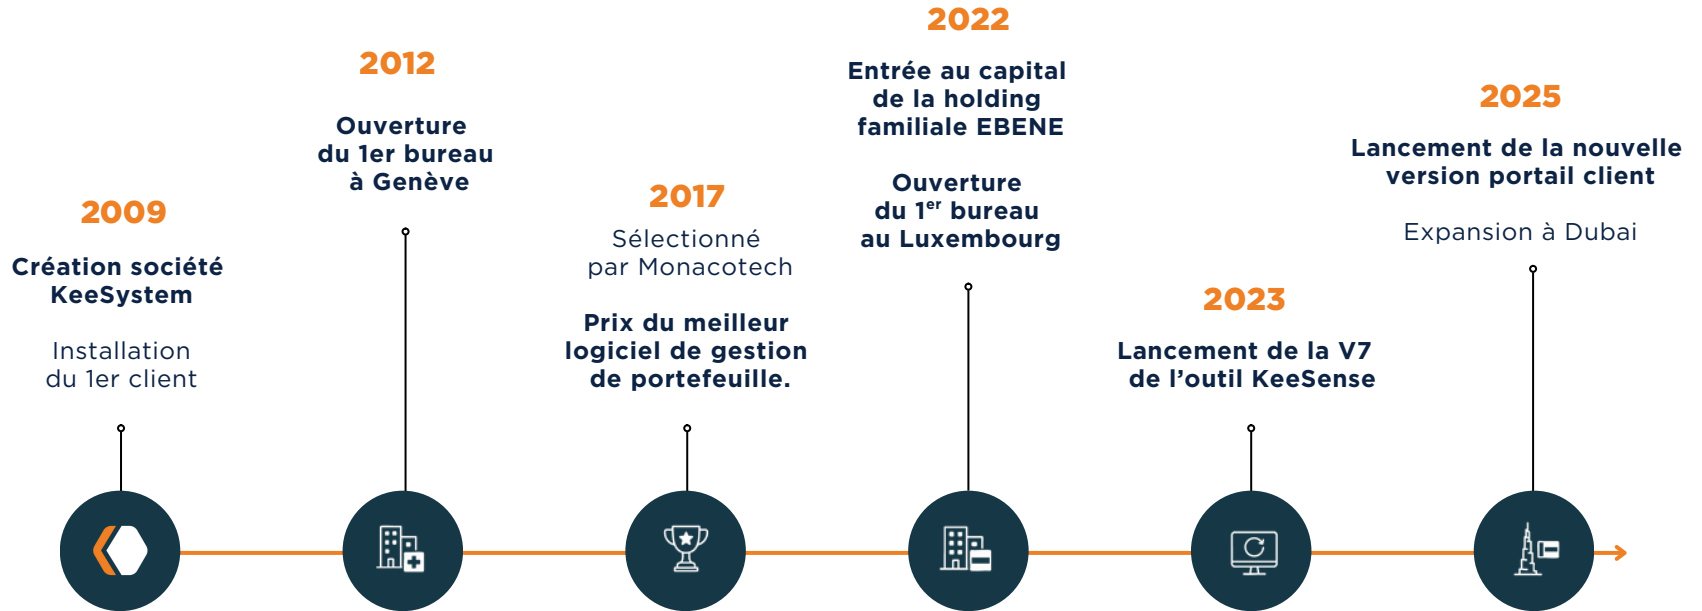 2009
Création société
KeeSystem
Installation
du 1er client
2012
Ouverture
du 1er bureau
à Genève
2017
Sélectionné
par Monacotech
Prix du meilleur
logiciel de gestion
de portefeuille.
2022
Entrée au capital
de la holding
familiale EBENE
Ouverture
du 1er bureau
au Luxembourg
2023
Lancement de la V7
de l’outil KeeSense
2025
Lancement de la nouvelle
version portail client
Expansion à Dubai